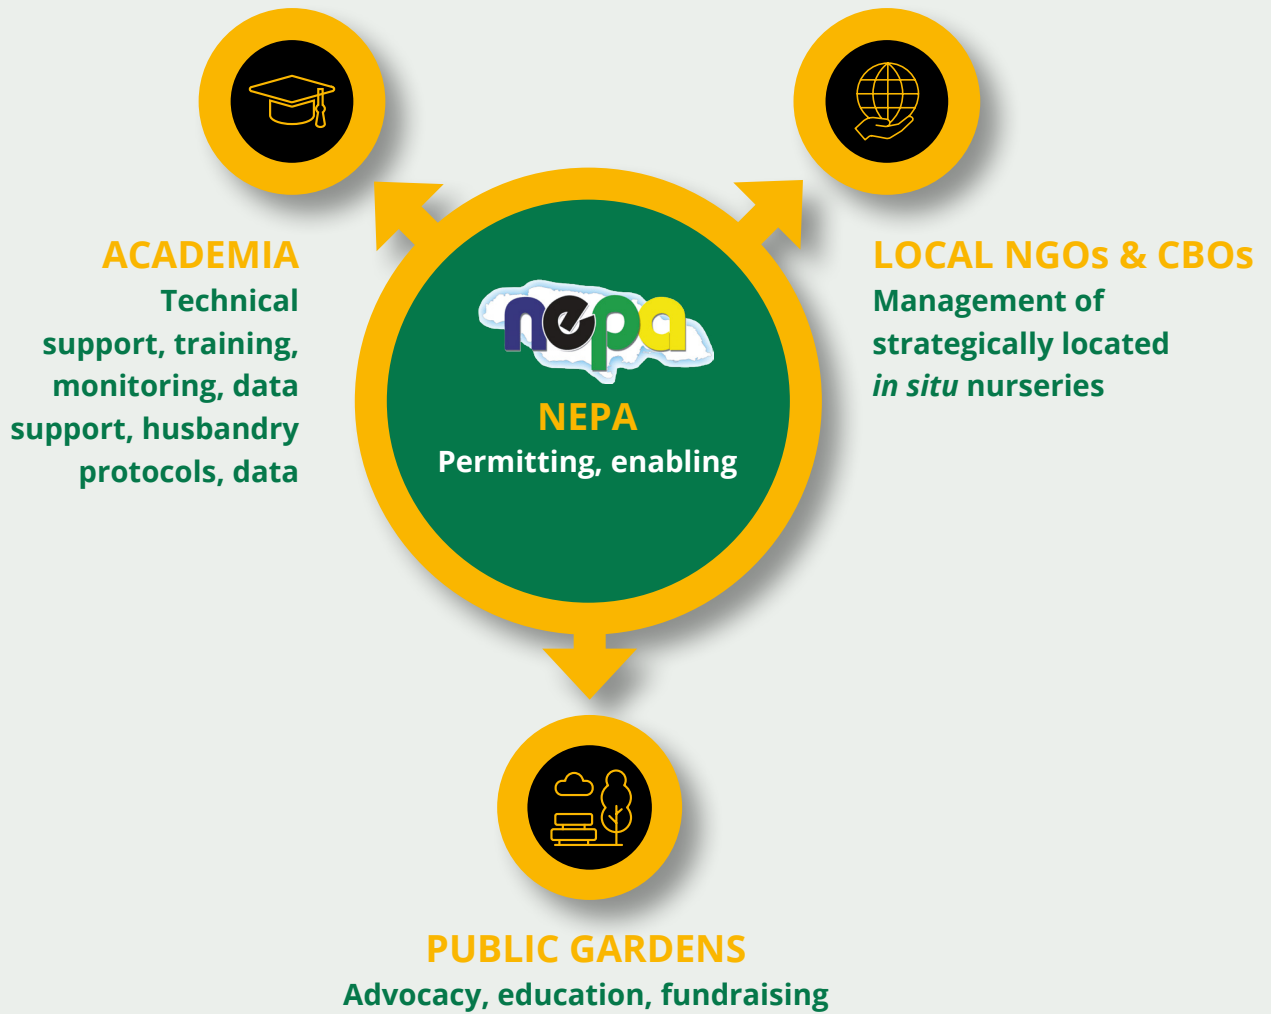 ACADEMIA
Technical
support, training,
monitoring, data
support, husbandry
protocols, data
nepa
NEPA
Permitting, enabling
LOCAL NGOs & CBOs
Management of
strategically located
in situ nurseries
PUBLIC GARDENS
Advocacy, education, fundraising